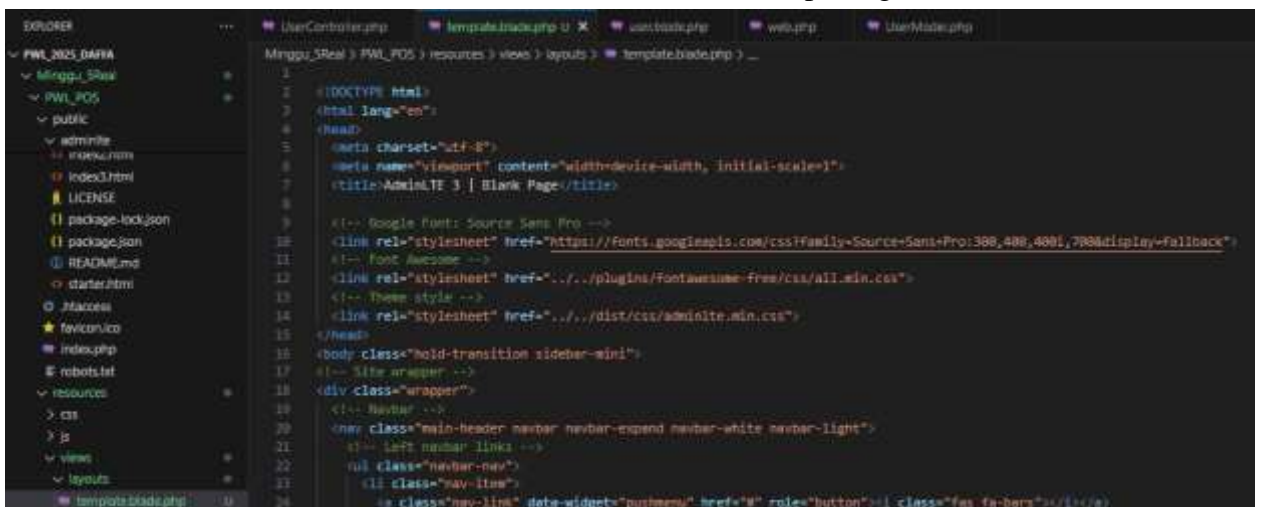 EXPLORER
PWL_2025_DAFFA
Minggu_5Real
PWL_POS
public
adminlte
index2.html
index3.html
LICENSE
package-lock.json
package.json
README.md
starter.html
.htaccess
favicon.ico
index.php
robots.txt
resources
css
js
views
layouts
template.blade.php U
UserController.php template.blade.php U user.blade.php web.php UserModel.php
Minggu_5Real > PWL_POS > resources > views > layouts > template.blade.php > ...
1
2 <!DOCTYPE html>
3 <html lang="en">
4 <head>
5 <meta charset="utf-8">
6 <meta name="viewport" content="width=device-width, initial-scale=1">
7 <title>AdminLTE 3 | Blank Page</title>
8
9 <!-- Google Font: Source Sans Pro -->
10 <link rel="stylesheet" href="https://fonts.googleapis.com/css?family=Source+Sans+Pro:300,400,400i,700&display=fallback">
11 <!-- Font Awesome -->
12 <link rel="stylesheet" href="../../plugins/fontawesome-free/css/all.min.css">
13 <!-- Theme style -->
14 <link rel="stylesheet" href="../../dist/css/adminlte.min.css">
15 </head>
16 <body class="hold-transition sidebar-mini">
17 <!-- Site wrapper -->
18 <div class="wrapper">
19 <!-- Navbar -->
20 <nav class="main-header navbar navbar-expand navbar-white navbar-light">
21 <!-- Left navbar links -->
22 <ul class="navbar-nav">
23 <li class="nav-item">
24 <a class="nav-link" data-widget="pushmenu" href="#" role="button"><i class="fas fa-bars"></i></a>